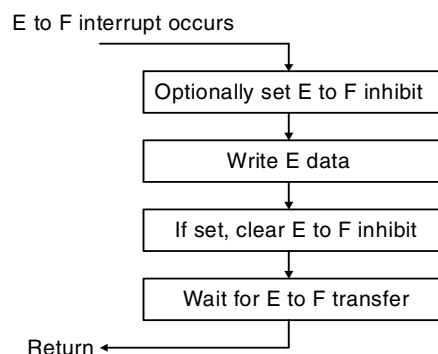 E to F interrupt occurs
Optionally set E to F inhibit
Write E data
If set, clear E to F inhibit
Wait for E to F transfer
Return